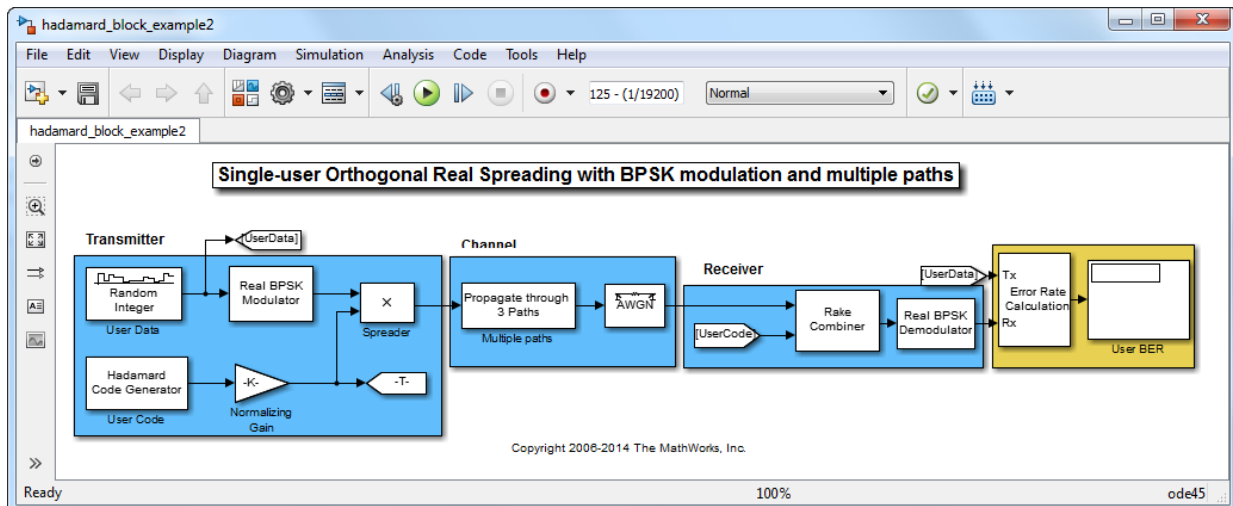 hadamard_block_example2
File Edit View Display Diagram Simulation Analysis Code Tools Help
125 - (1/19200) Normal
hadamard_block_example2
Single-user Orthogonal Real Spreading with BPSK modulation and multiple paths
Transmitter
[UserData]
Random
Integer
User Data
Real BPSK
Modulator
×
Spreader
Hadamard
Code Generator
User Code
-K-
Normalizing
Gain
-T-
Channel
Propagate through
3 Paths
Multiple paths
AWGN
Receiver
[UserCode]
Rake
Combiner
Real BPSK
Demodulator
[UserData]
Tx
Error Rate
Calculation
Rx
User BER
Copyright 2006-2014 The MathWorks, Inc.
Ready 100% ode45